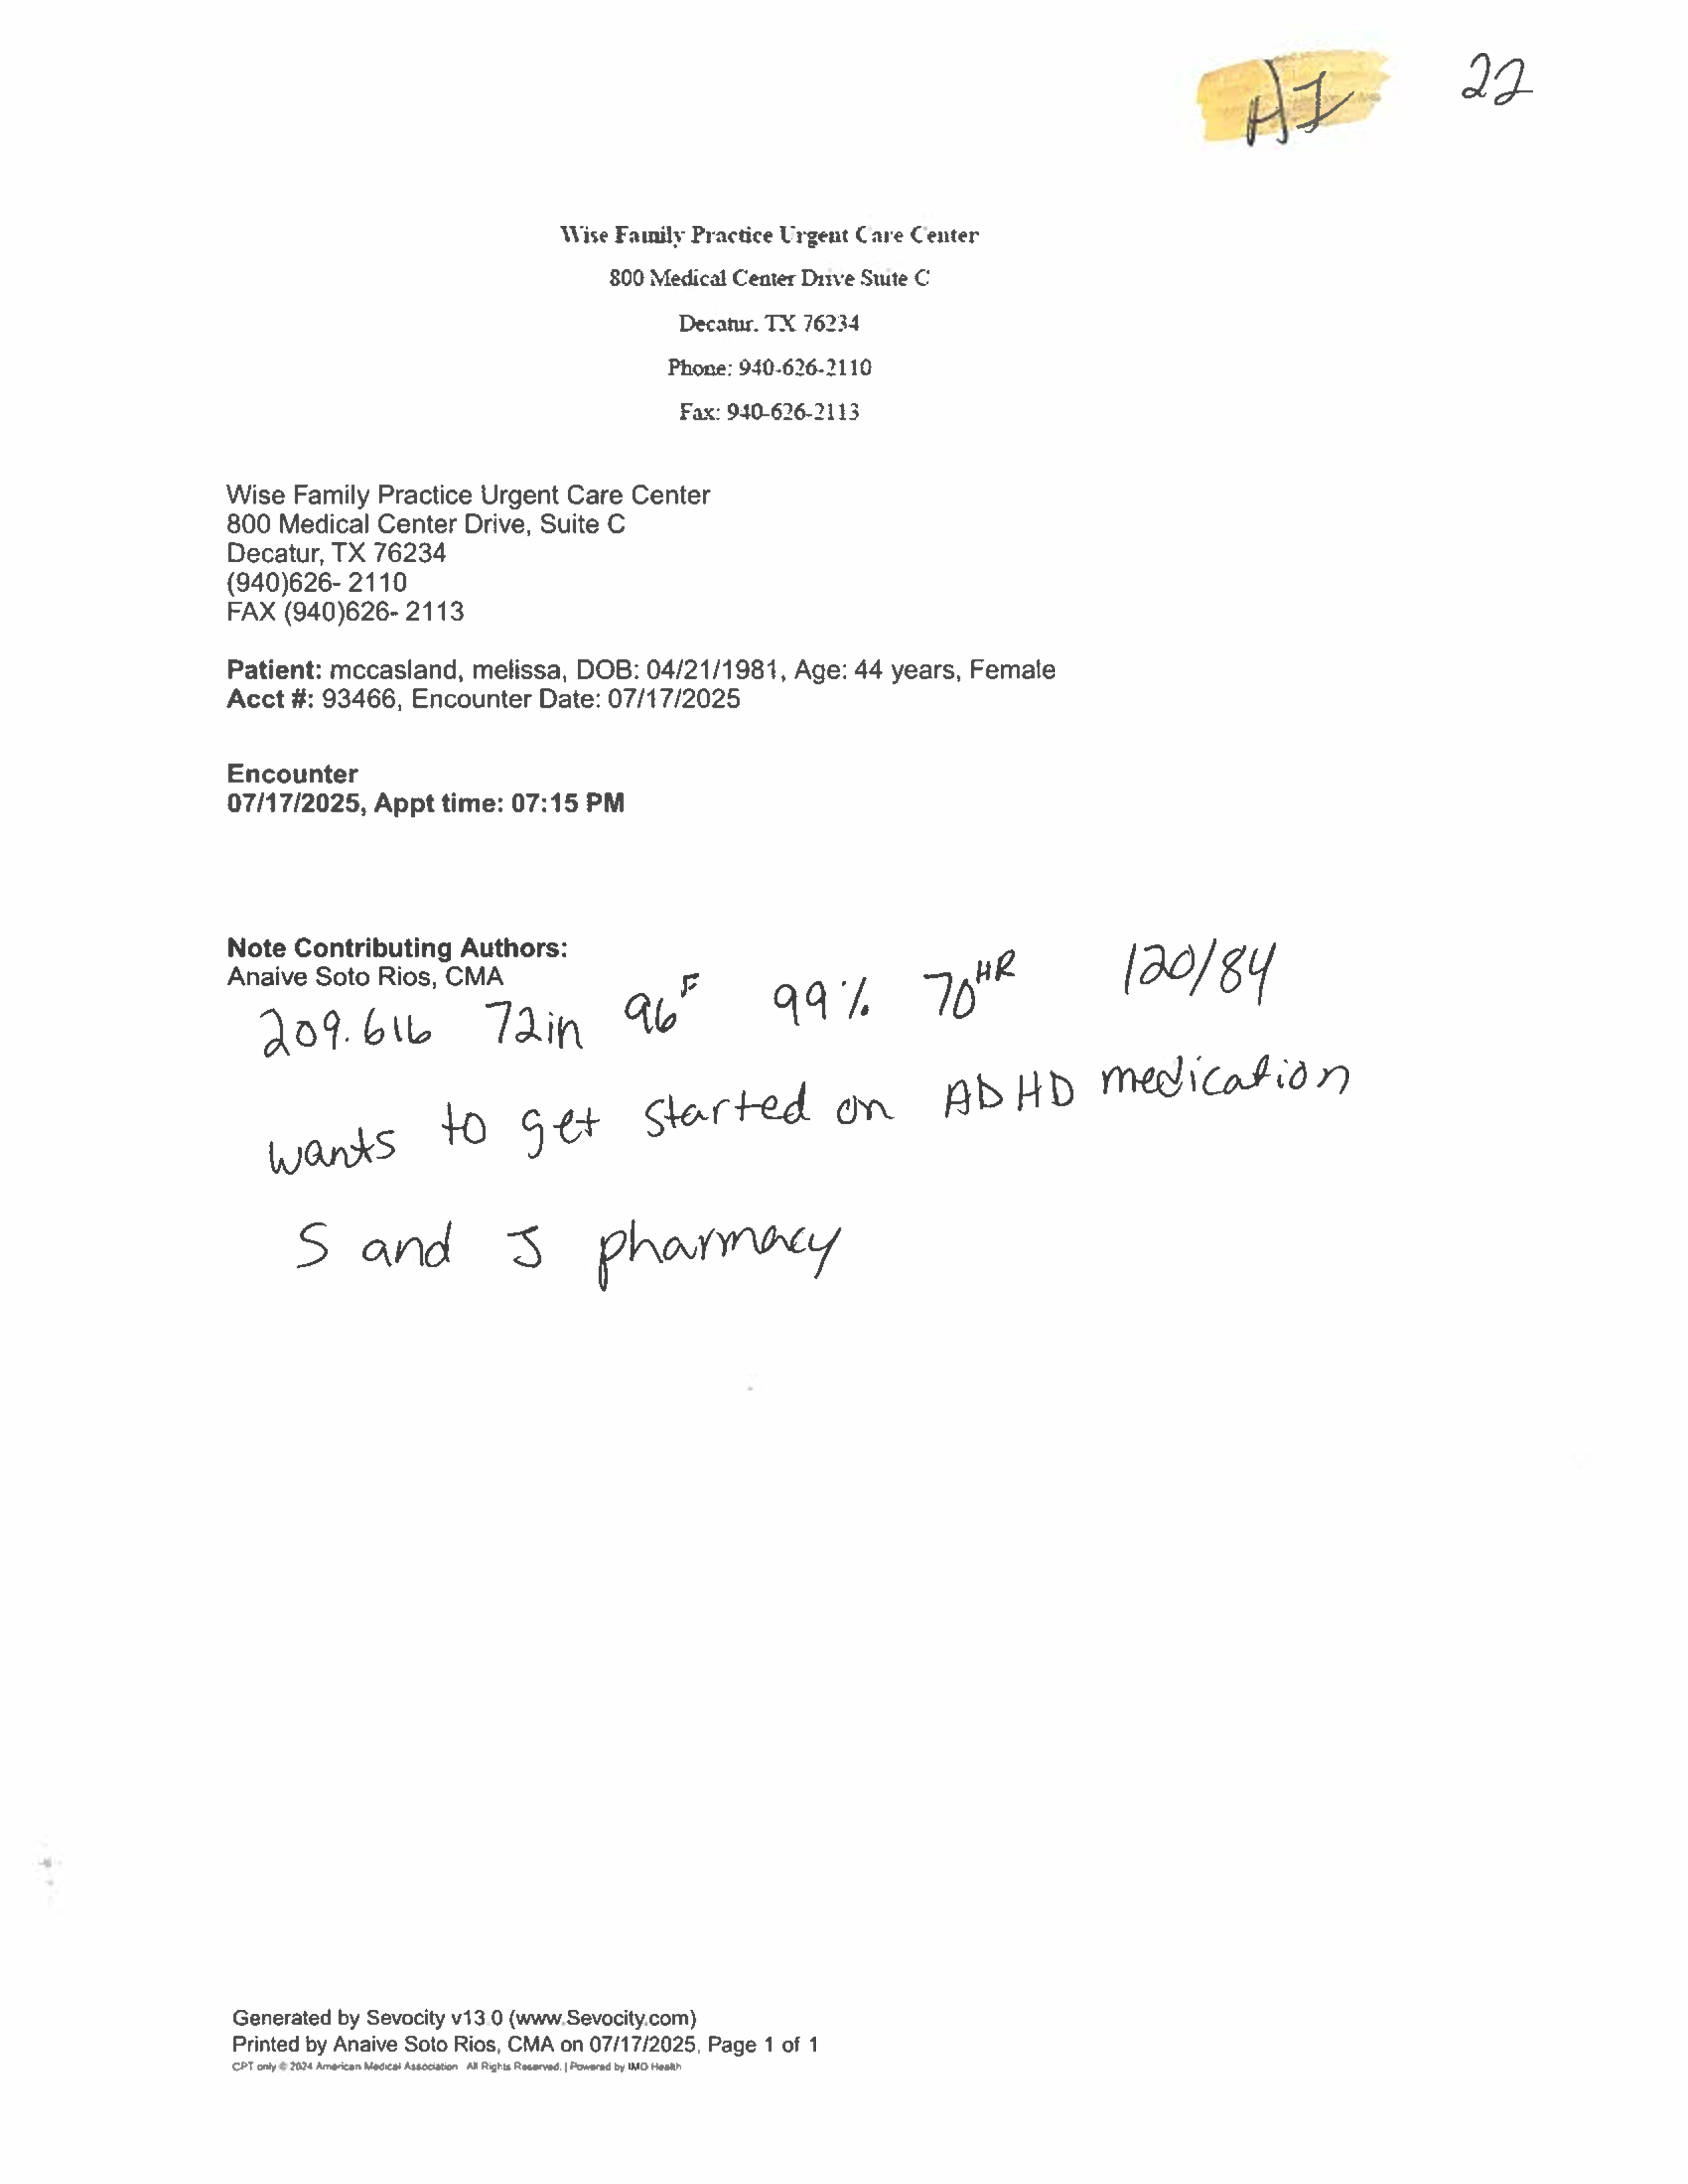 AI 22
Wise Family Practice Urgent Care Center
800 Medical Center Drive Suite C
Decatur, TX 76234
Phone: 940-626-2110
Fax: 940-626-2113
Wise Family Practice Urgent Care Center
800 Medical Center Drive, Suite C
Decatur, TX 76234
(940)626- 2110
FAX (940)626- 2113
Patient: mccasland, melissa, DOB: 04/21/1981, Age: 44 years, Female
Acct #: 93466, Encounter Date: 07/17/2025
Encounter
07/17/2025, Appt time: 07:15 PM
Note Contributing Authors:
Anaive Soto Rios, CMA
209.6lb 72in 96F 99% 70HR 120/84
wants to get started on ADHD medication
S and J pharmacy
Generated by Sevocity v13.0 (www.Sevocity.com)
Printed by Anaive Soto Rios, CMA on 07/17/2025, Page 1 of 1
CPT only © 2024 American Medical Association All Rights Reserved. | Powered by IMO Health